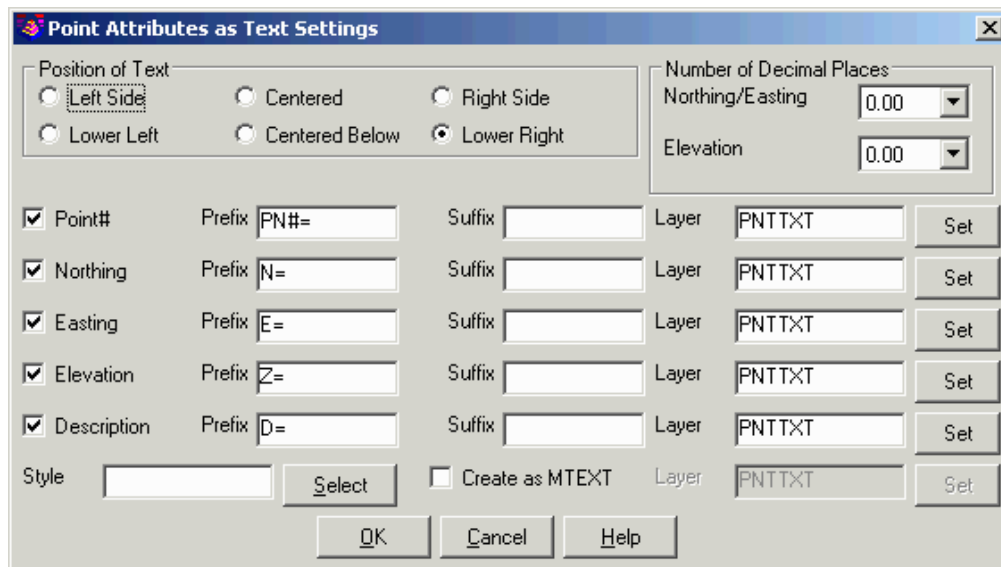 Point Attributes as Text Settings
Position of Text
Left Side Centered Right Side
Lower Left Centered Below Lower Right
Number of Decimal Places
Northing/Easting 0.00
Elevation 0.00
Point# Prefix PN#= Suffix Layer PNTTXT Set
Northing Prefix N= Suffix Layer PNTTXT Set
Easting Prefix E= Suffix Layer PNTTXT Set
Elevation Prefix Z= Suffix Layer PNTTXT Set
Description Prefix D= Suffix Layer PNTTXT Set
Style Select Create as MTEXT Layer PNTTXT Set
OK Cancel Help